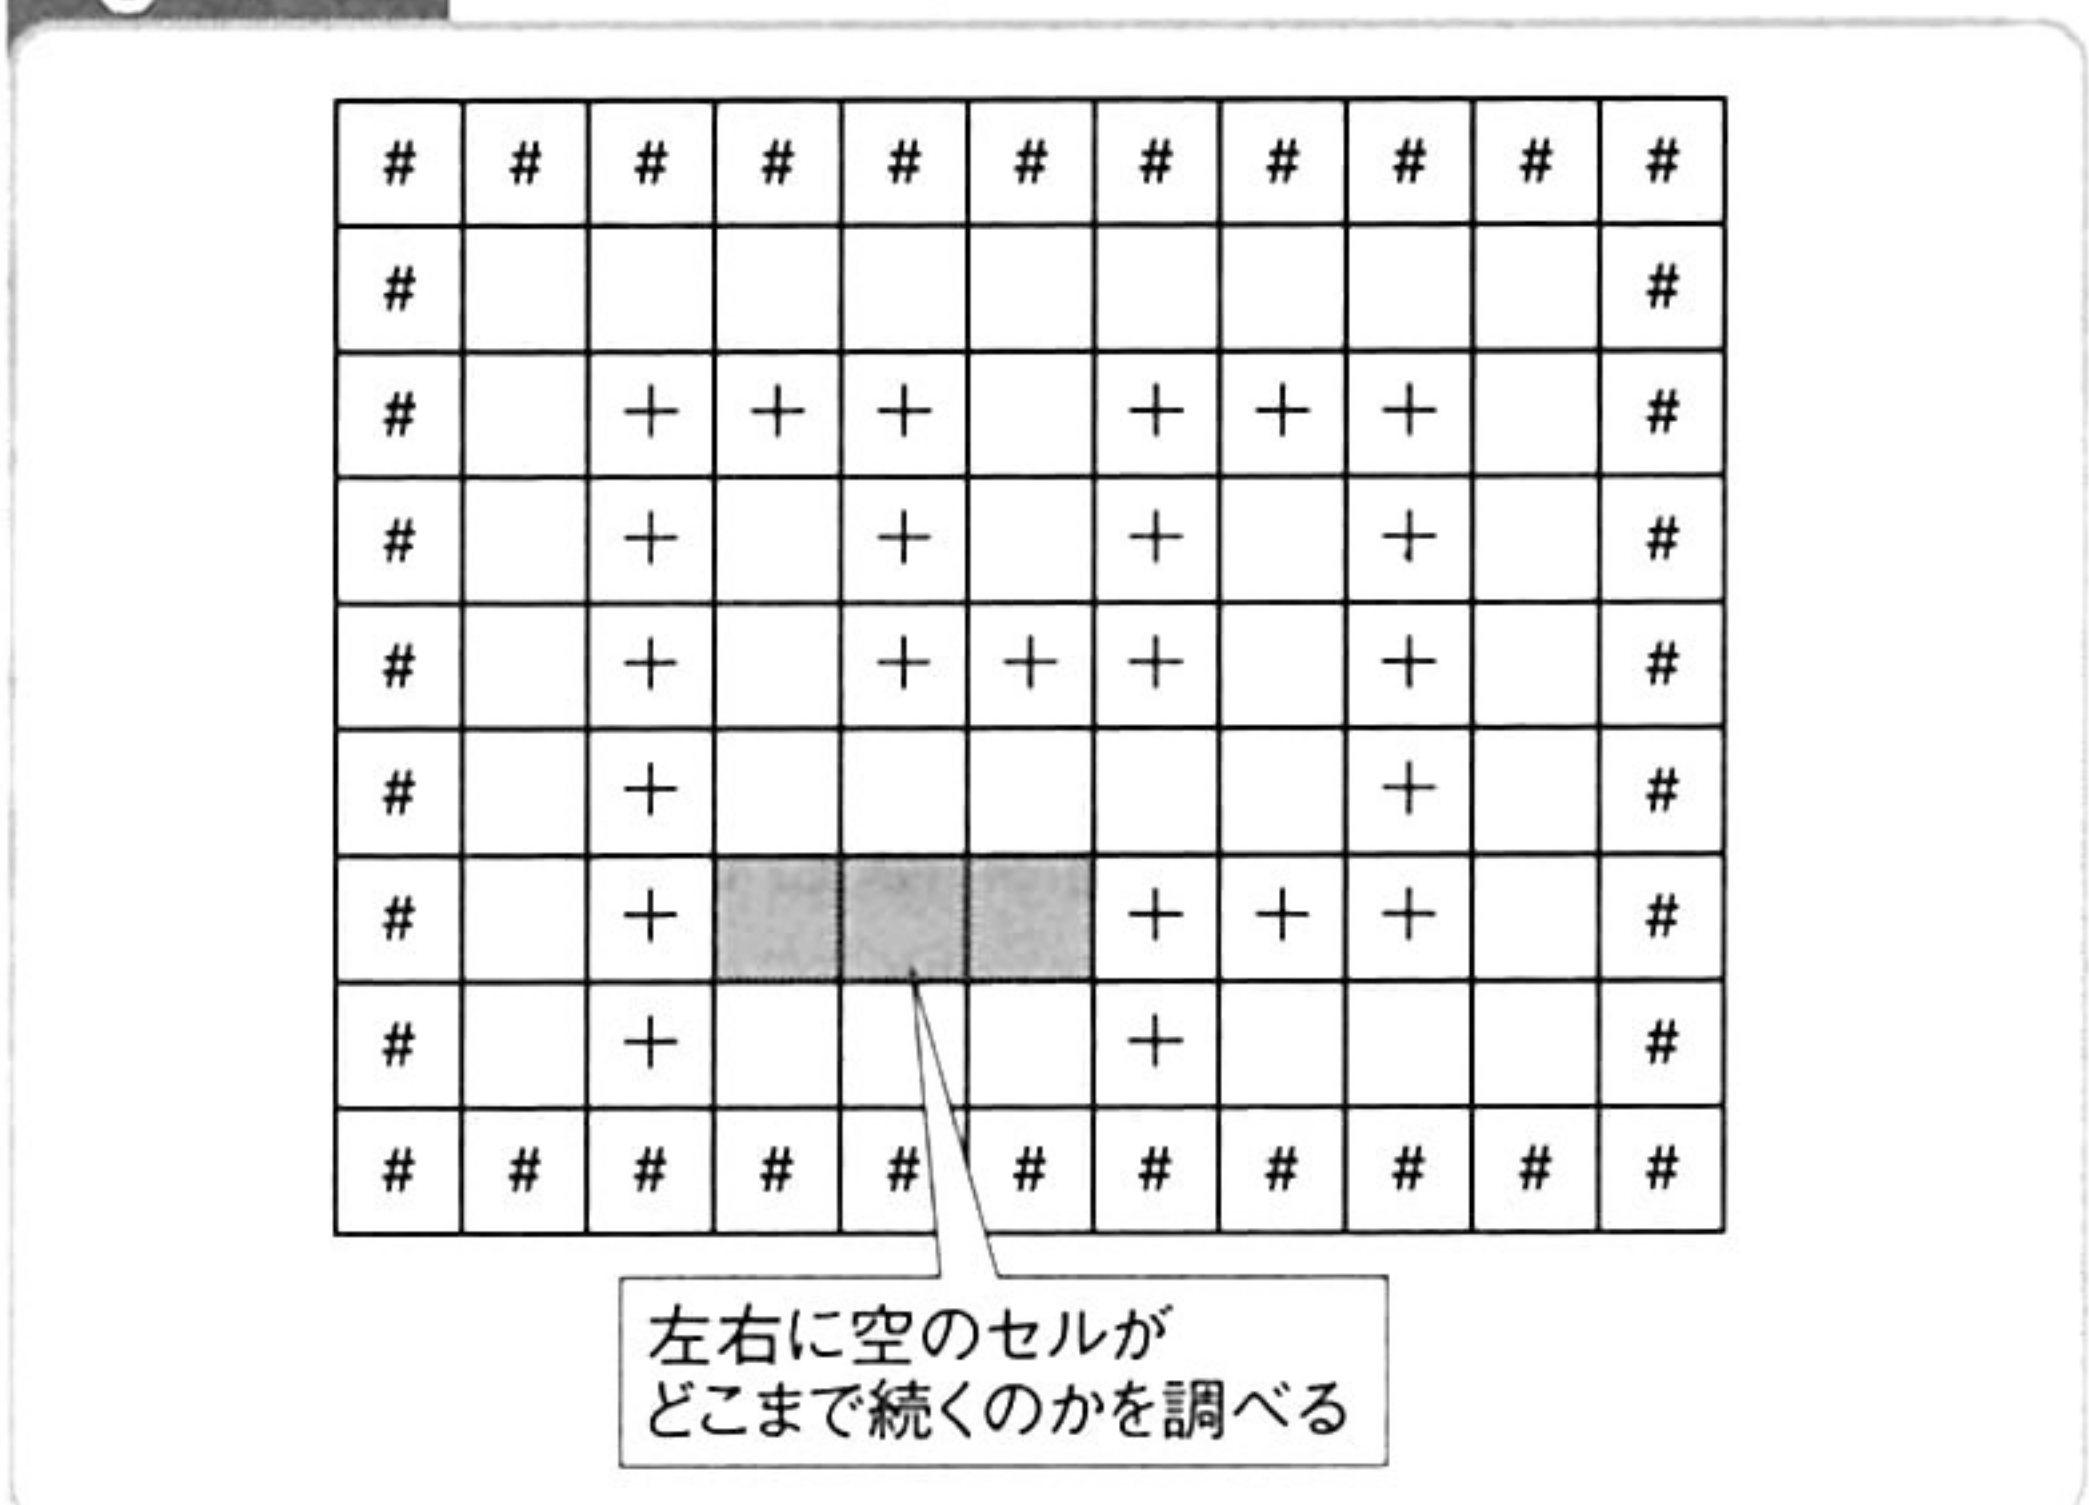 # # # # # # # # # # #
# #
# + + + + + + #
# + + + + #
# + + + + + #
# + + #
# + + + + #
# + + #
# # # # # # # # # # #
左右に空のセルが
どこまで続くのかを調べる